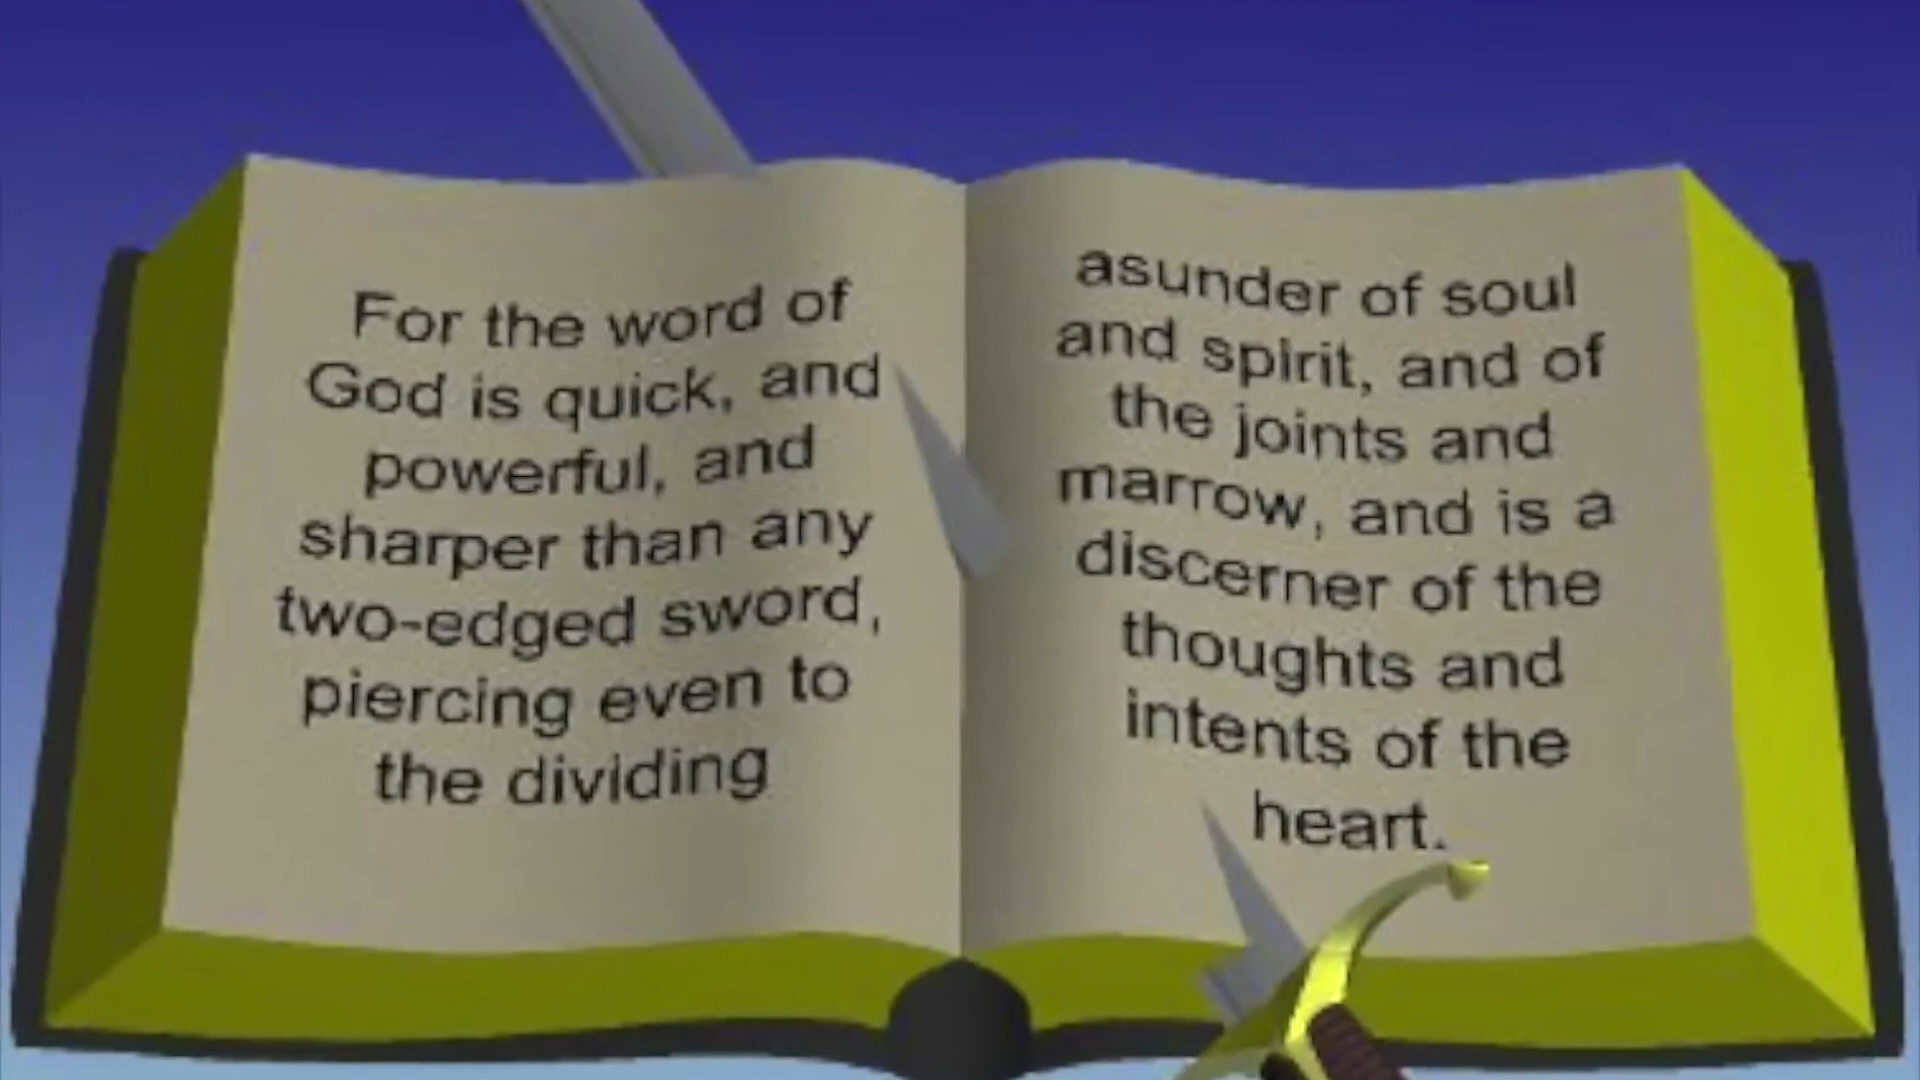 For the word of
God is quick, and
powerful, and
sharper than any
two-edged sword,
piercing even to
the dividing
asunder of soul
and spirit, and of
the joints and
marrow, and is a
discerner of the
thoughts and
intents of the
heart.